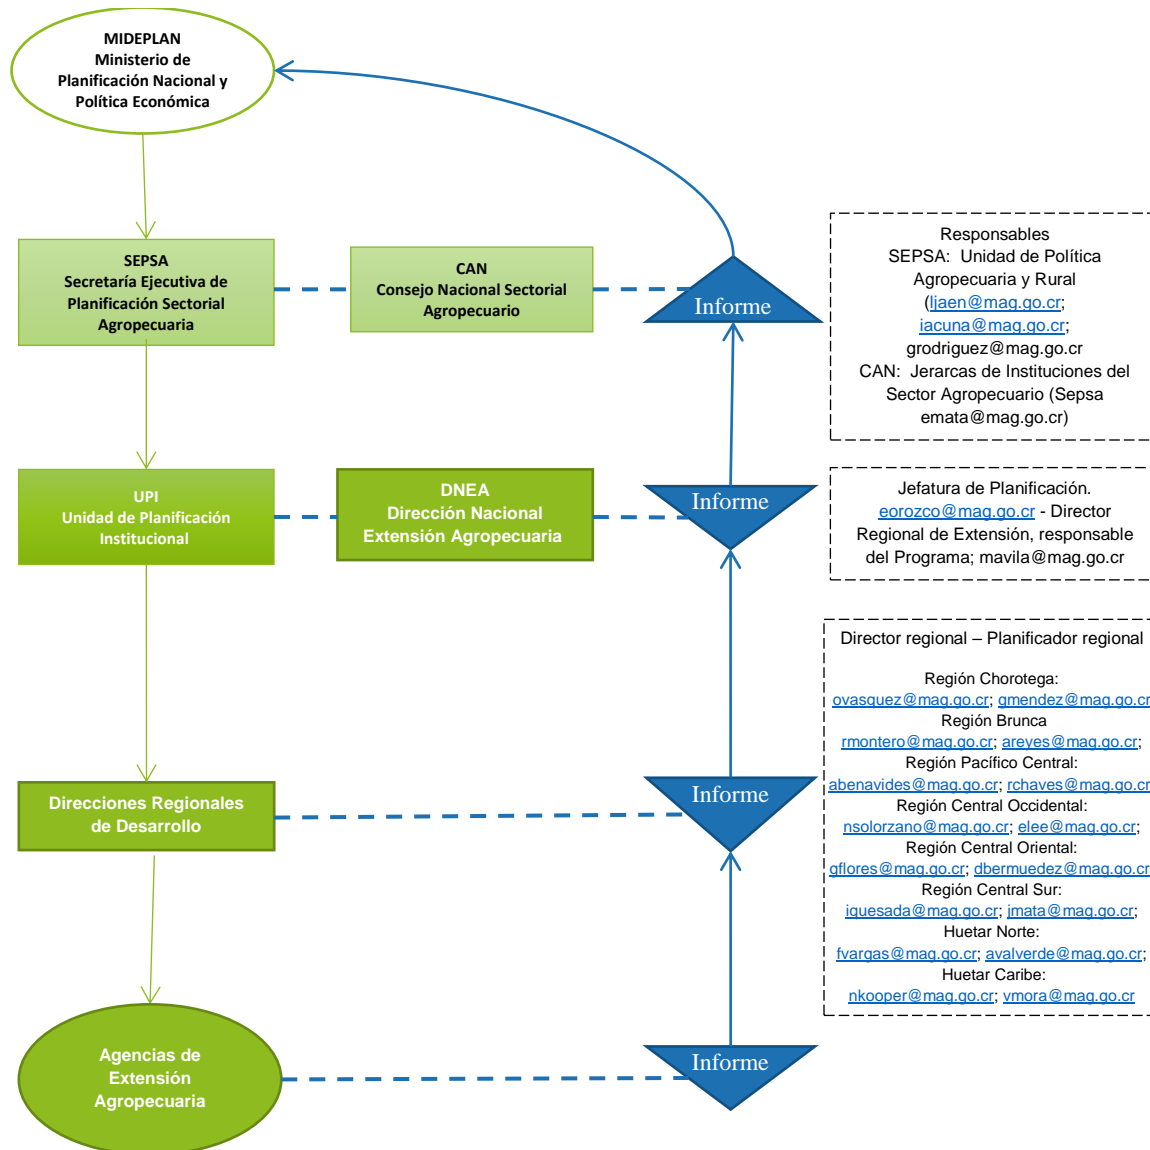 MIDEPLAN
Ministerio de
Planificación Nacional y
Política Económica
SEPSA
Secretaría Ejecutiva de
Planificación Sectorial
Agropecuaria
CAN
Consejo Nacional Sectorial
Agropecuario
Informe
Responsables
SEPSA: Unidad de Política
Agropecuaria y Rural
(ljaen@mag.go.cr;
iacuna@mag.go.cr;
grodriguez@mag.go.cr
CAN: Jerarcas de Instituciones del
Sector Agropecuario (Sepsa
emata@mag.go.cr)
UPI
Unidad de Planificación
Institucional
DNEA
Dirección Nacional
Extensión Agropecuaria
Informe
Jefatura de Planificación.
eorozco@mag.go.cr - Director
Regional de Extensión, responsable
del Programa; mavila@mag.go.cr
Direcciones Regionales
de Desarrollo
Informe
Director regional – Planificador regional
Región Chorotega:
ovasquez@mag.go.cr; gmendez@mag.go.cr
Región Brunca
rmontero@mag.go.cr; areyes@mag.go.cr;
Región Pacífico Central:
abenavides@mag.go.cr; rchaves@mag.go.cr
Región Central Occidental:
nsolorzano@mag.go.cr; elee@mag.go.cr;
Región Central Oriental:
gflores@mag.go.cr; dbermuedez@mag.go.cr
Región Central Sur:
iquesada@mag.go.cr; jmata@mag.go.cr;
Huetar Norte:
fvargas@mag.go.cr; avalverde@mag.go.cr;
Huetar Caribe:
nkooper@mag.go.cr; vmora@mag.go.cr
Agencias de
Extensión
Agropecuaria
Informe